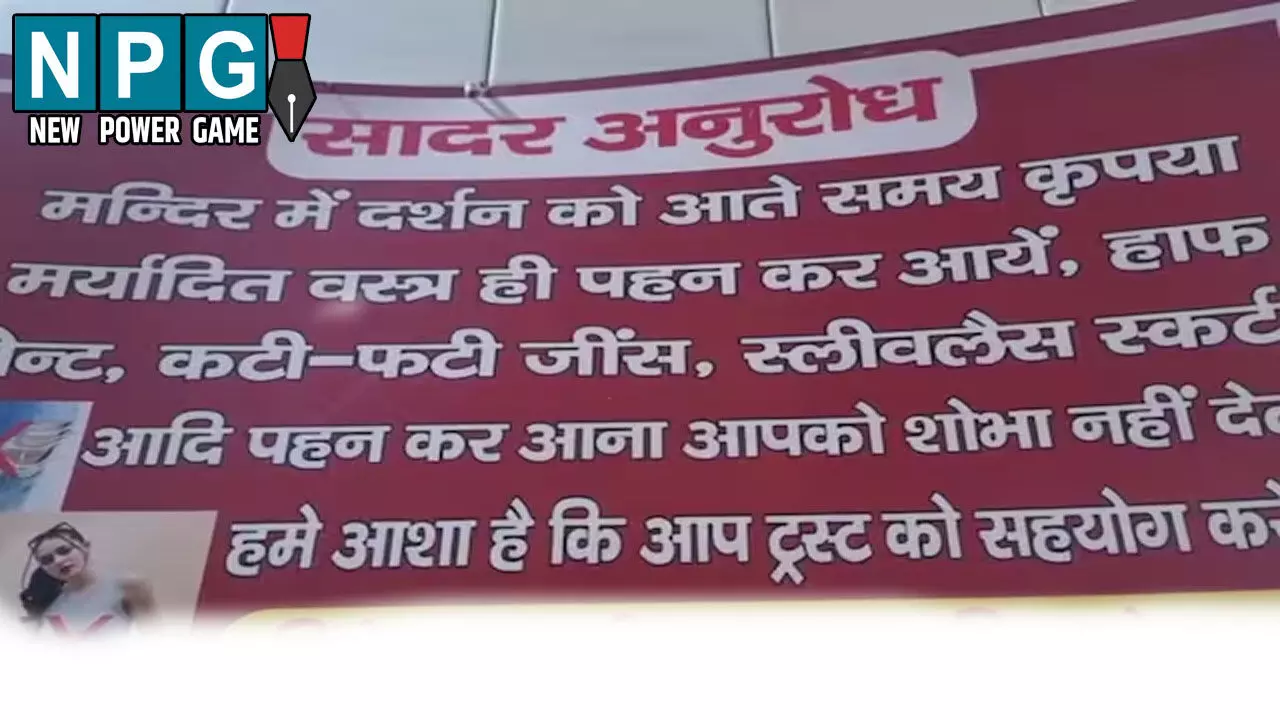 NPG
NEW POWER GAME
सादर अनुरोध
मन्दिर में दर्शन को आते समय कृपया
मर्यादित वस्त्र ही पहन कर आयें, हाफ
कटी-फटी जींस, स्लीवलैस स्कर्ट
आदि पहन कर आना आपको शोभा नहीं
हमे आशा है कि आप ट्रस्ट को सहयोग